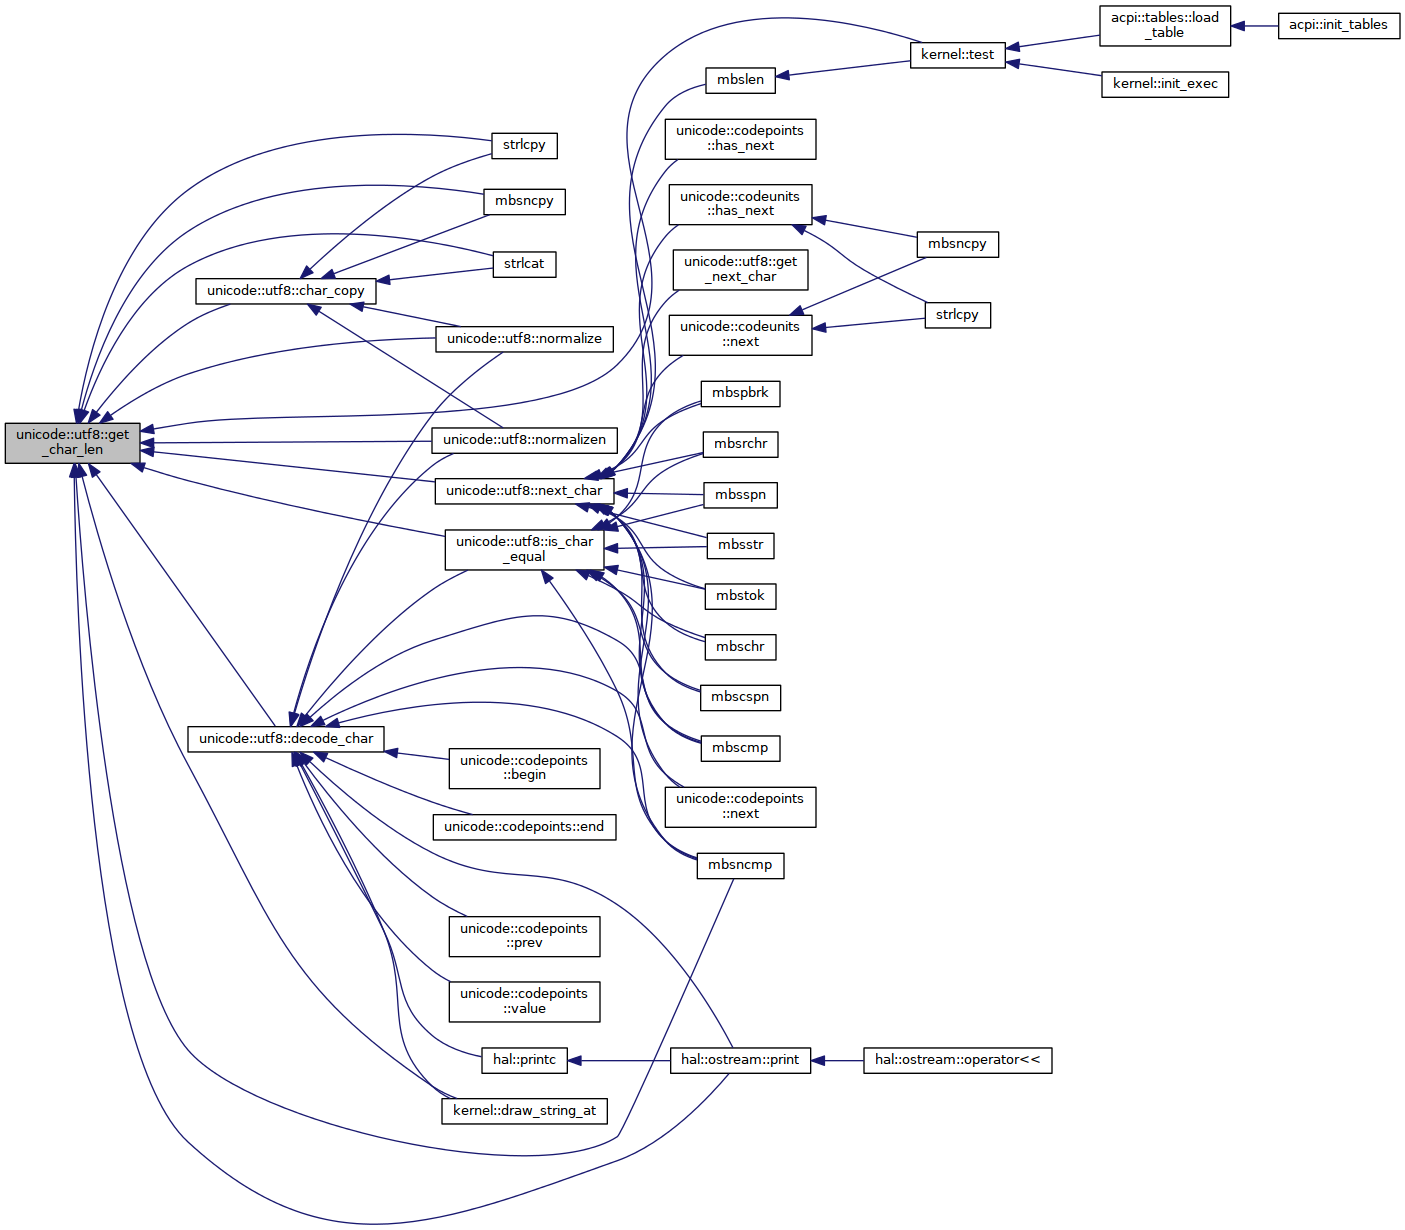 acpi::tables::load
_table
acpi::init_tables
kernel::test
mbslen
kernel::init_exec
unicode::codepoints
::has_next
strlcpy
unicode::codeunits
::has_next
mbsncpy
mbsncpy
strlcat
unicode::utf8::get
_next_char
unicode::utf8::char_copy
strlcpy
unicode::codeunits
::next
unicode::utf8::normalize
mbspbrk
unicode::utf8::get
_char_len
unicode::utf8::normalizen
mbsrchr
unicode::utf8::next_char
mbsspn
unicode::utf8::is_char
_equal
mbsstr
mbstok
mbschr
mbscspn
unicode::utf8::decode_char
mbscmp
unicode::codepoints
::begin
unicode::codepoints
::next
unicode::codepoints::end
mbsncmp
unicode::codepoints
::prev
unicode::codepoints
::value
hal::printc
hal::ostream::print
hal::ostream::operator<<
kernel::draw_string_at